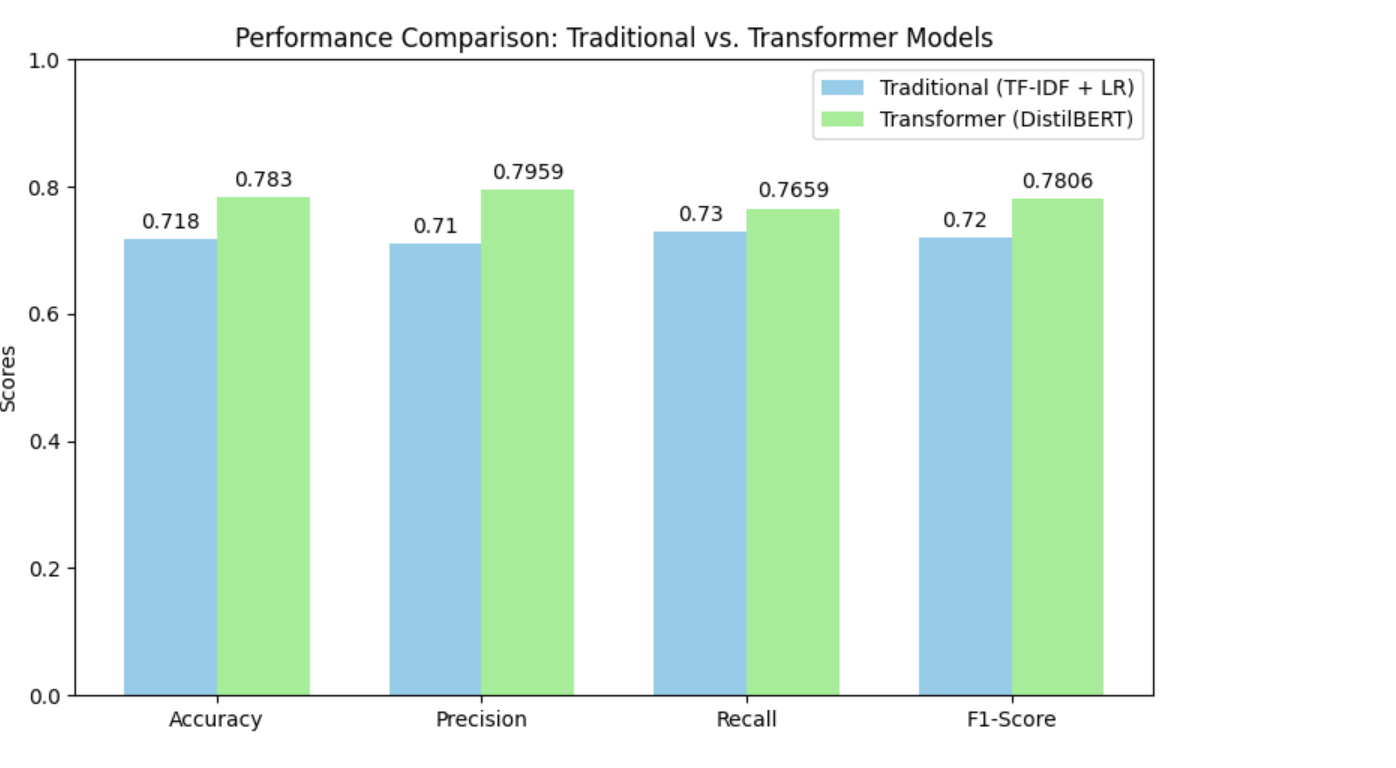 Performance Comparison: Traditional vs. Transformer Models
1.0
Traditional (TF-IDF + LR)
Transformer (DistilBERT)
0.8
0.718
0.783
0.71
0.7959
0.73
0.7659
0.72
0.7806
0.6
Scores
0.4
0.2
0.0
Accuracy
Precision
Recall
F1-Score